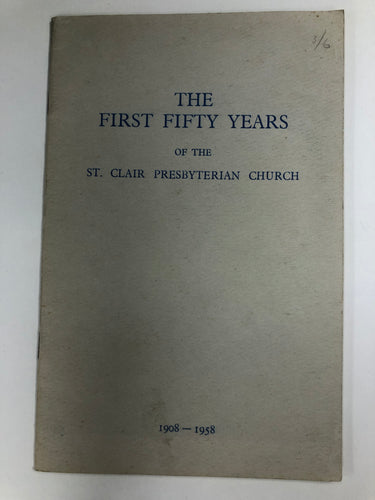 3/6
THE
FIRST FIFTY YEARS
OF THE
ST. CLAIR PRESBYTERIAN CHURCH
1908—1958